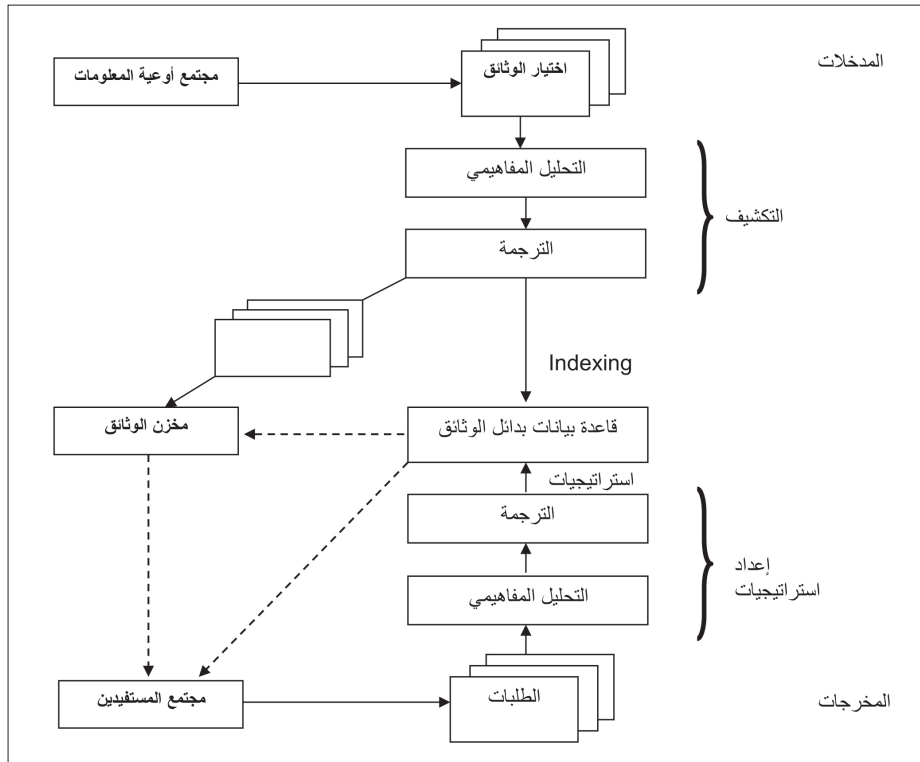 المدخلات
اختيار الوثائق
مجتمع أوعية المعلومات
التحليل المفاهيمي
التكشيف
الترجمة
Indexing
قاعدة بيانات بدائل الوثائق
مخزن الوثائق
استراتيجيات
الترجمة
إعداد
استراتيجيات
التحليل المفاهيمي
المخرجات
الطلبات
مجتمع المستفيدين